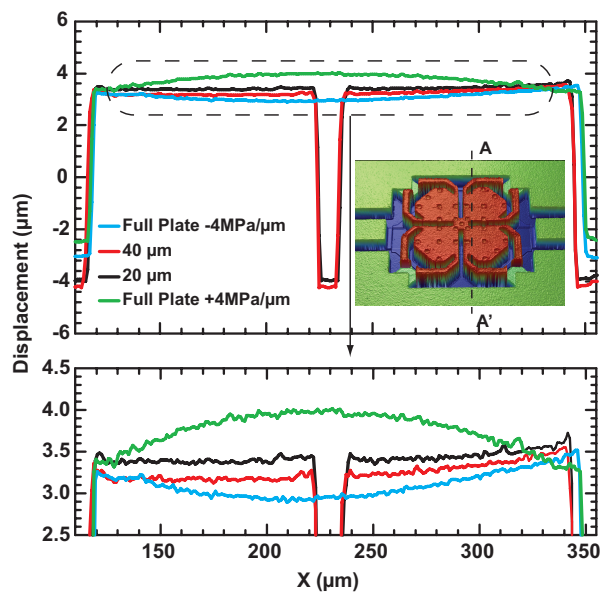 6
4
2
0
-2
-4
-6
Displacement (µm)
Full Plate -4MPa/µm
40 µm
20 µm
Full Plate +4MPa/µm
A
A'
4.5
4.0
3.5
3.0
2.5
150 200 250 300 350
X (µm)